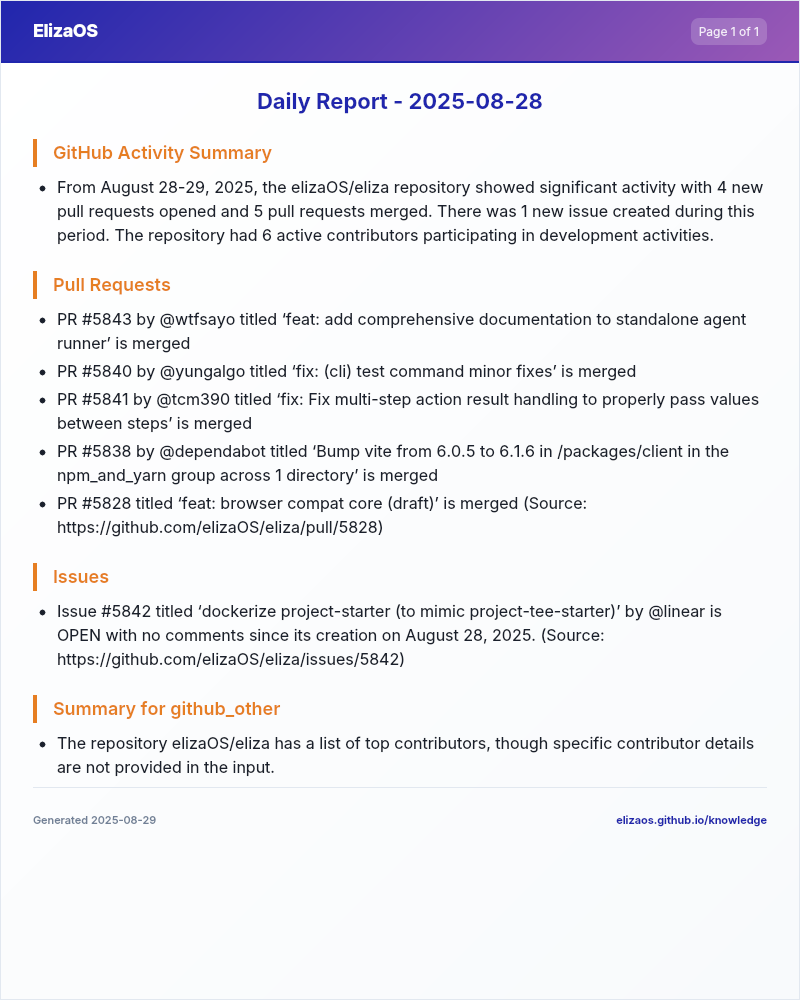 ElizaOS
Page 1 of 1
Daily Report - 2025-08-28
GitHub Activity Summary
• From August 28-29, 2025, the elizaOS/eliza repository showed significant activity with 4 new
pull requests opened and 5 pull requests merged. There was 1 new issue created during this
period. The repository had 6 active contributors participating in development activities.
Pull Requests
• PR #5843 by @wtfsayo titled ‘feat: add comprehensive documentation to standalone agent
runner’ is merged
• PR #5840 by @yungalgo titled ‘fix: (cli) test command minor fixes’ is merged
• PR #5841 by @tcm390 titled ‘fix: Fix multi-step action result handling to properly pass values
between steps’ is merged
• PR #5838 by @dependabot titled ‘Bump vite from 6.0.5 to 6.1.6 in /packages/client in the
npm_and_yarn group across 1 directory’ is merged
• PR #5828 titled ‘feat: browser compat core (draft)’ is merged (Source:
https://github.com/elizaOS/eliza/pull/5828)
Issues
• Issue #5842 titled ‘dockerize project-starter (to mimic project-tee-starter)’ by @linear is
OPEN with no comments since its creation on August 28, 2025. (Source:
https://github.com/elizaOS/eliza/issues/5842)
Summary for github_other
• The repository elizaOS/eliza has a list of top contributors, though specific contributor details
are not provided in the input.
Generated 2025-08-29
elizaos.github.io/knowledge